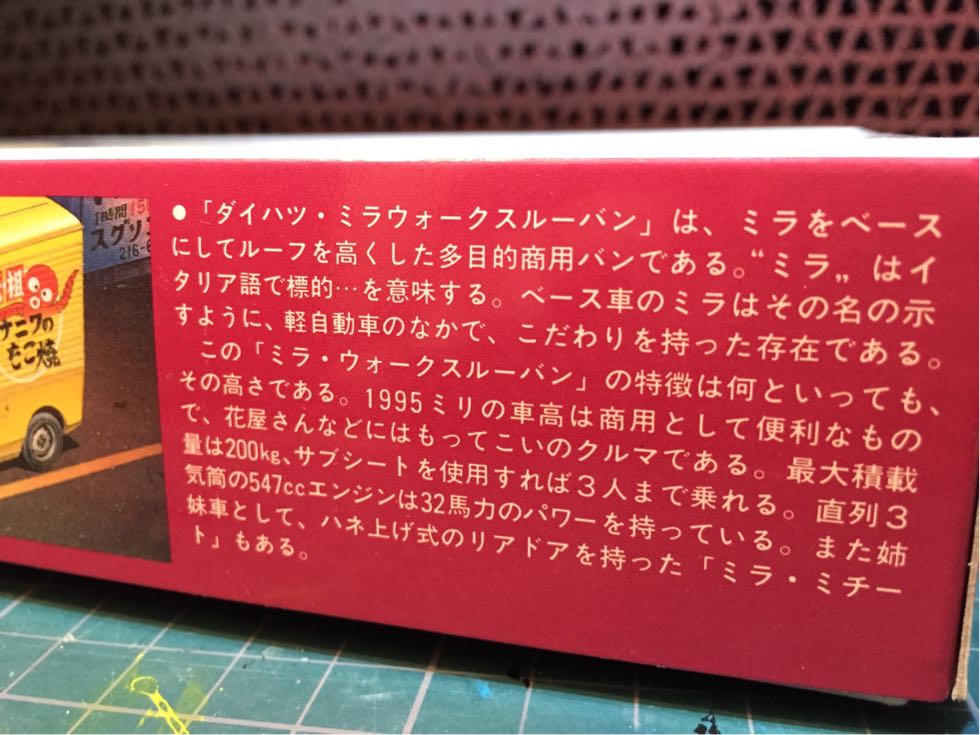 1時間
スグソ
216-6
祖
ナニワの
たこ焼
●「ダイハツ・ミラウォークスルーバン」は、ミラをベース
にしてルーフを高くした多目的商用バンである。“ミラ„ はイ
タリア語で標的…を意味する。ベース車のミラはその名の示
すように、軽自動車のなかで、こだわりを持った存在である。
この「ミラ・ウォークスルーバン」の特徴は何といっても、
その高さである。1995ミリの車高は商用として便利なもの
で、花屋さんなどにはもってこいのクルマである。最大積載
量は200kg、サブシートを使用すれば3人まで乗れる。直列3
気筒の547ccエンジンは32馬力のパワーを持っている。また姉
妹車として、ハネ上げ式のリアドアを持った「ミラ・ミチー
ト」もある。